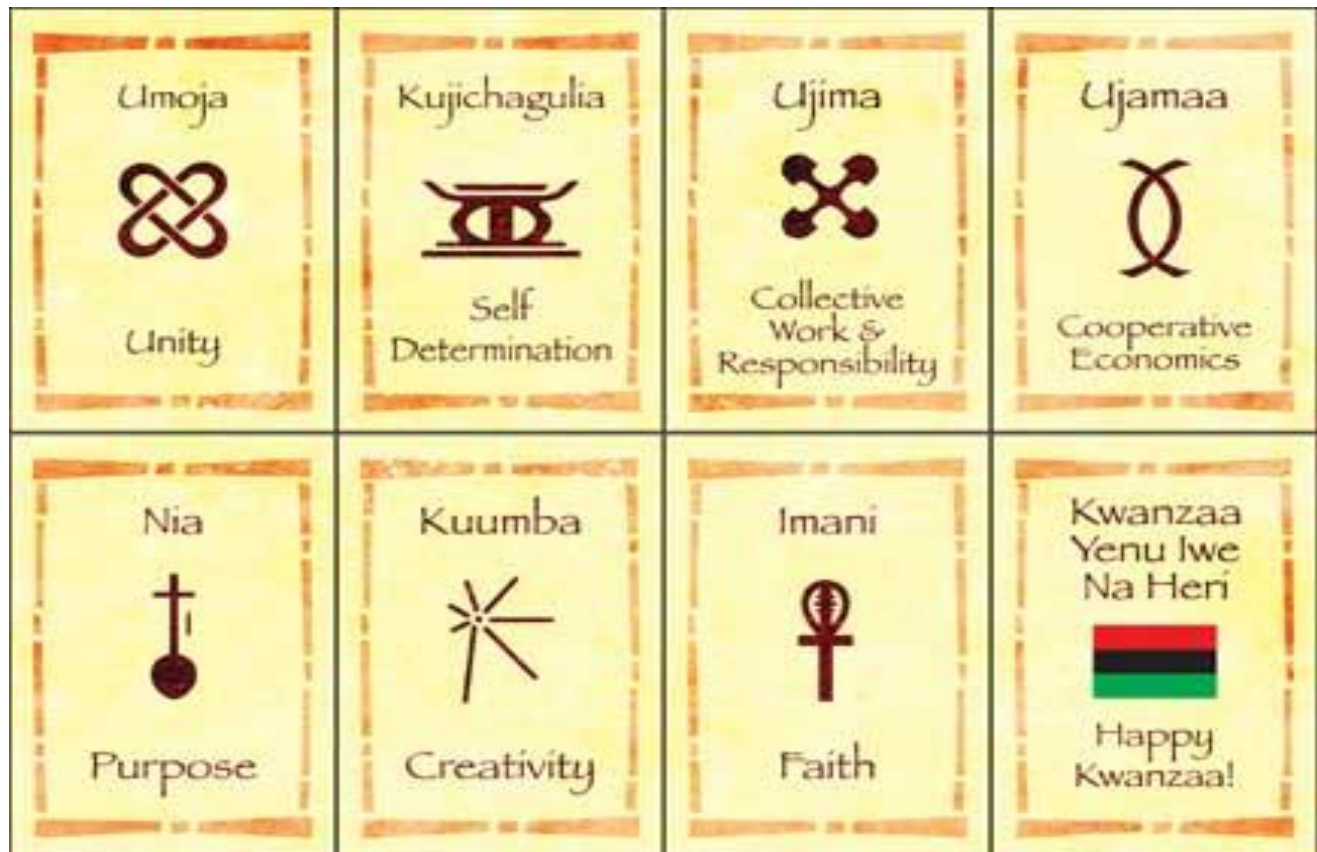 Umoja
Unity
Kujichagulia
Self
Determination
Ujima
Collective
Work &
Responsibility
Ujamaa
Cooperative
Economics
Nia
Purpose
Kuumba
Creativity
Imani
Faith
Kwanzaa
Yenu Iwe
Na Heri
Happy
Kwanzaa!